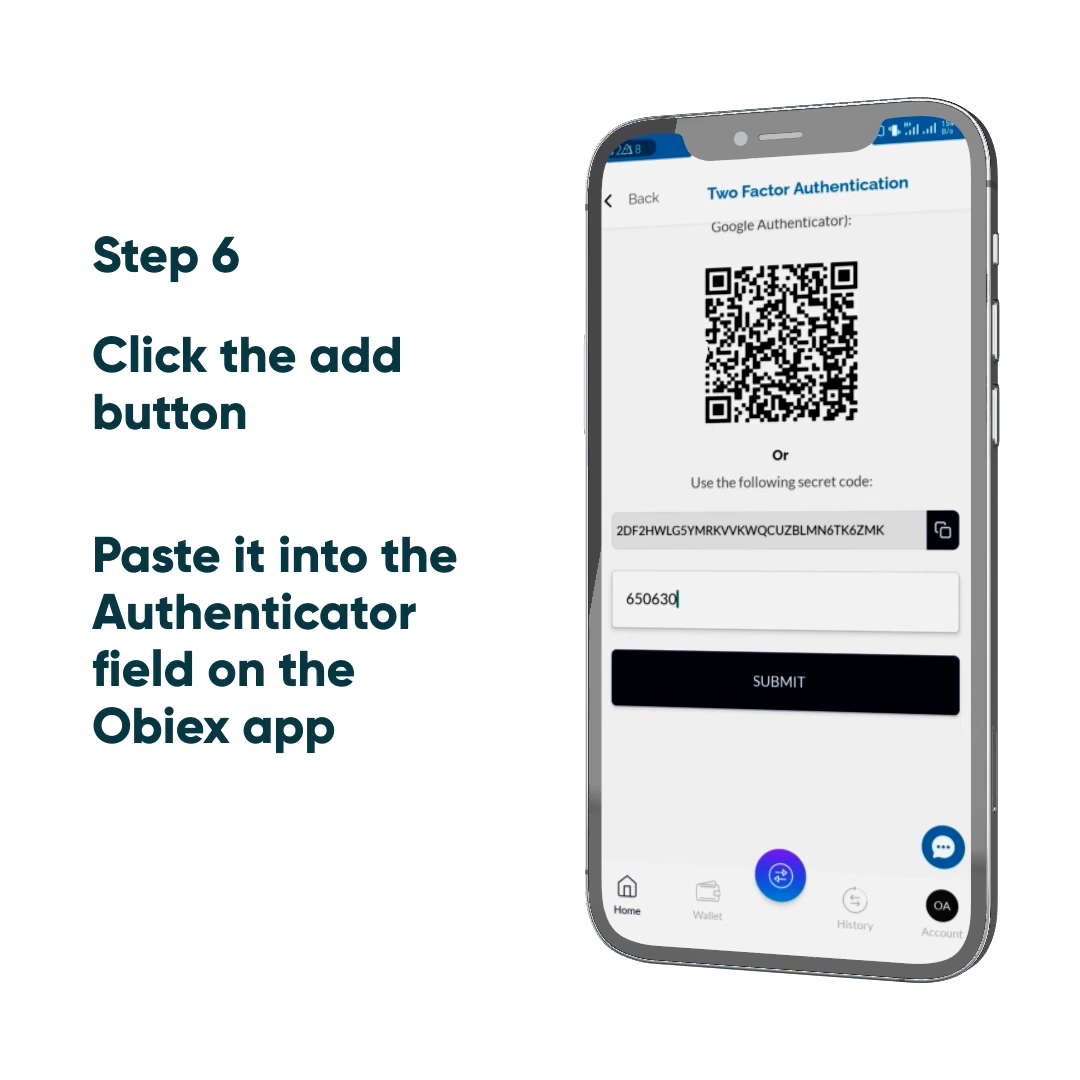 Step 6
Click the add
button
Paste it into the
Authenticator
field on the
Obiex app
Back
Two Factor Authentication
Google Authenticator):
Or
Use the following secret code:
2DF2HWLG5YMRKVVKWQCUZBLMN6TK6ZMK
650630
SUBMIT
Home
Wallet
History
OA
Account